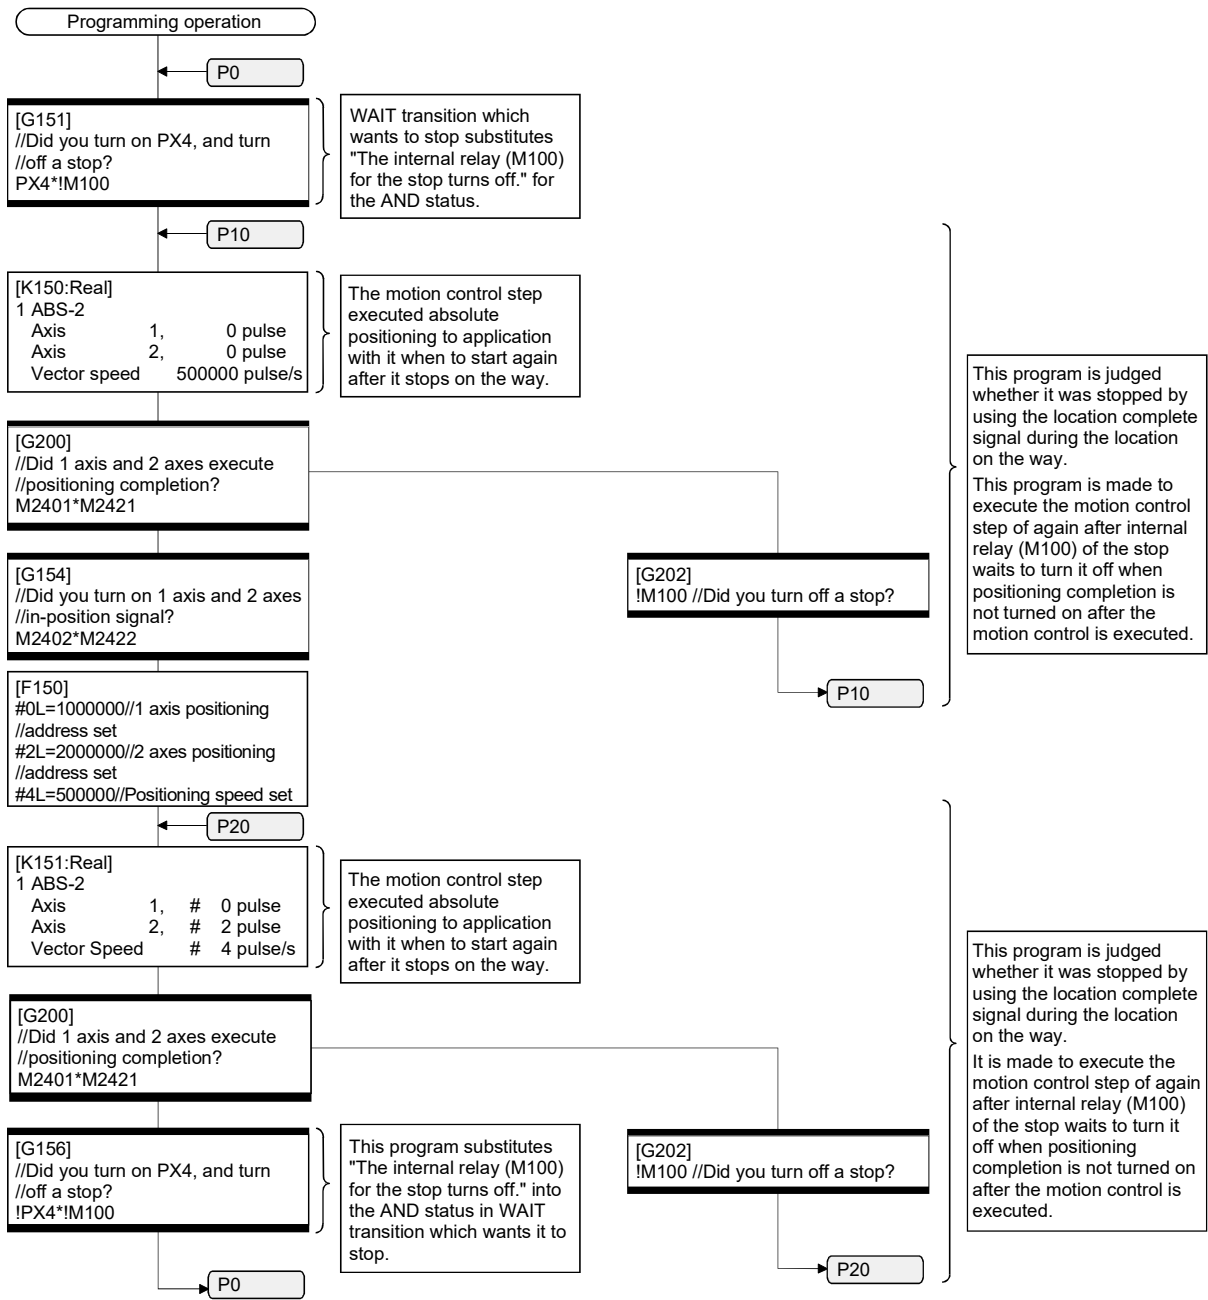 Programming operation
P0
[G151]
//Did you turn on PX4, and turn
//off a stop?
PX4*!M100
WAIT transition which
wants to stop substitutes
"The internal relay (M100)
for the stop turns off." for
the AND status.
P10
[K150:Real]
1 ABS-2
Axis 1, 0 pulse
Axis 2, 0 pulse
Vector speed 500000 pulse/s
The motion control step
executed absolute
positioning to application
with it when to start again
after it stops on the way.
[G200]
//Did 1 axis and 2 axes execute
//positioning completion?
M2401*M2421
[G154]
//Did you turn on 1 axis and 2 axes
//in-position signal?
M2402*M2422
[G202]
!M100 //Did you turn off a stop?
P10
This program is judged
whether it was stopped by
using the location complete
signal during the location
on the way.
This program is made to
execute the motion control
step of again after internal
relay (M100) of the stop
waits to turn it off when
positioning completion is
not turned on after the
motion control is executed.
[F150]
#0L=1000000//1 axis positioning
//address set
#2L=2000000//2 axes positioning
//address set
#4L=500000//Positioning speed set
P20
[K151:Real]
1 ABS-2
Axis 1, # 0 pulse
Axis 2, # 2 pulse
Vector Speed # 4 pulse/s
The motion control step
executed absolute
positioning to application
with it when to start again
after it stops on the way.
[G200]
//Did 1 axis and 2 axes execute
//positioning completion?
M2401*M2421
[G156]
//Did you turn on PX4, and turn
//off a stop?
!PX4*!M100
This program substitutes
"The internal relay (M100)
for the stop turns off." into
the AND status in WAIT
transition which wants it to
stop.
P0
[G202]
!M100 //Did you turn off a stop?
P20
This program is judged
whether it was stopped by
using the location complete
signal during the location
on the way.
It is made to execute the
motion control step of again
after internal relay (M100)
of the stop waits to turn it
off when positioning
completion is not turned on
after the motion control is
executed.